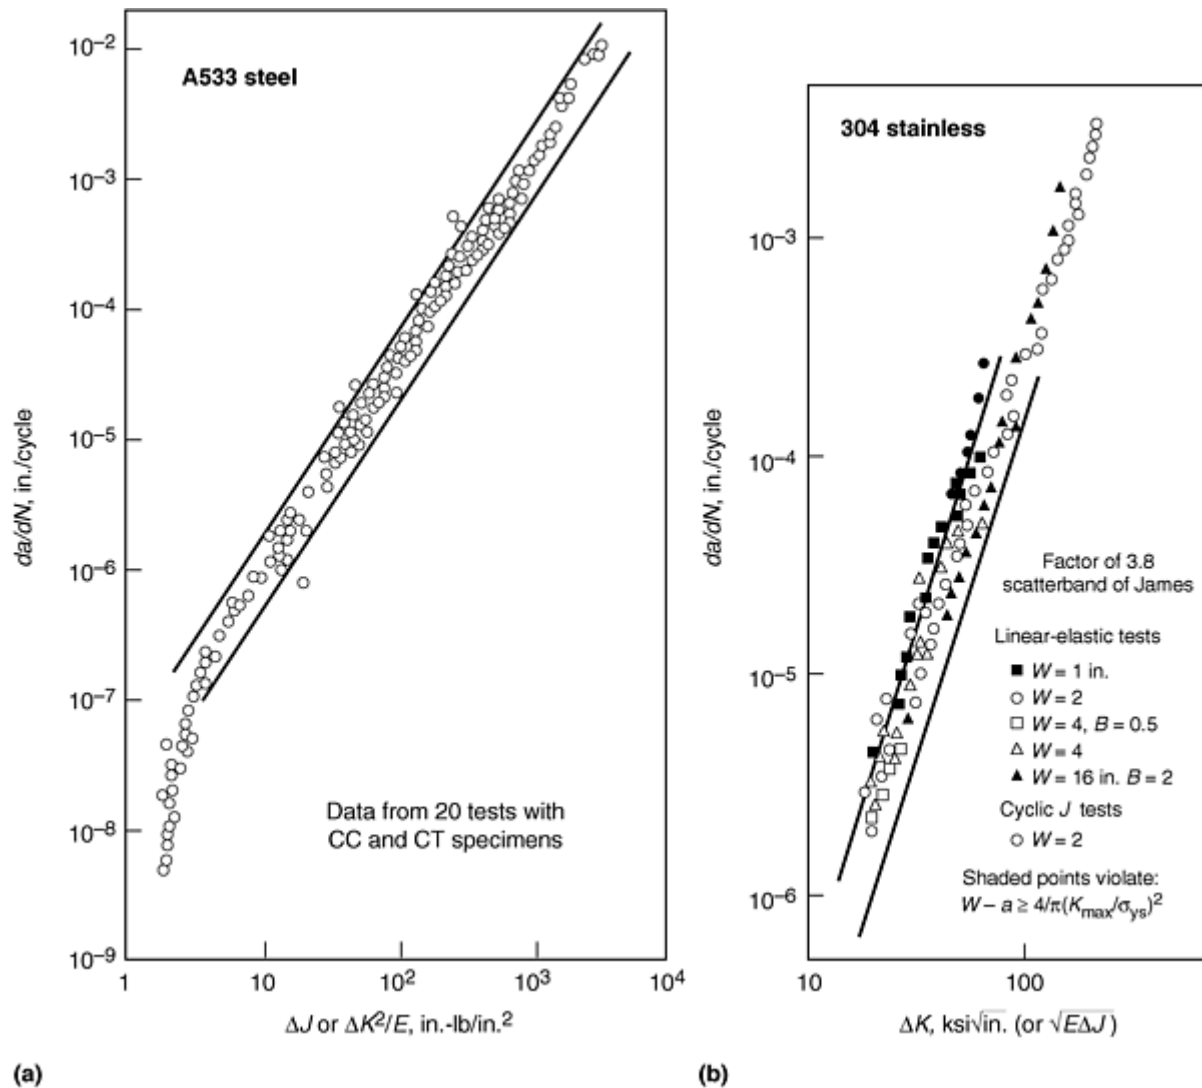 10⁻²
A533 steel
10⁻³
10⁻⁴
10⁻⁵
10⁻⁶
10⁻⁷
10⁻⁸
10⁻⁹
da/dN, in./cycle
Data from 20 tests with
CC and CT specimens
1 10 10² 10³ 10⁴
ΔJ or ΔK²/E, in.-lb/in.²
(a)
304 stainless
10⁻³
10⁻⁴
10⁻⁵
10⁻⁶
da/dN, in./cycle
Factor of 3.8
scatterband of James
Linear-elastic tests
■ W = 1 in.
○ W = 2
□ W = 4, B = 0.5
△ W = 4
▲ W = 16 in. B = 2
Cyclic J tests
○ W = 2
Shaded points violate:
W – a ≥ 4/π(K_max/σ_ys)²
10 100
ΔK, ksi√in. (or √EΔJ)
(b)